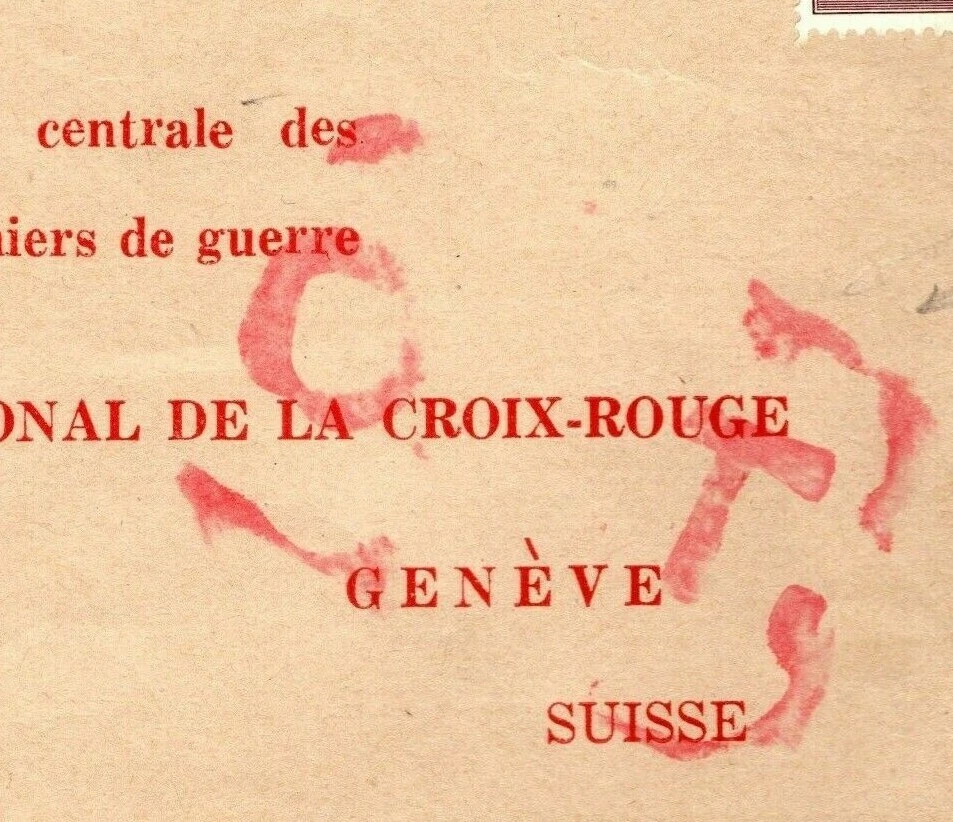 centrale des
niers de guerre
ONAL DE LA CROIX-ROUGE
GENÈVE
SUISSE